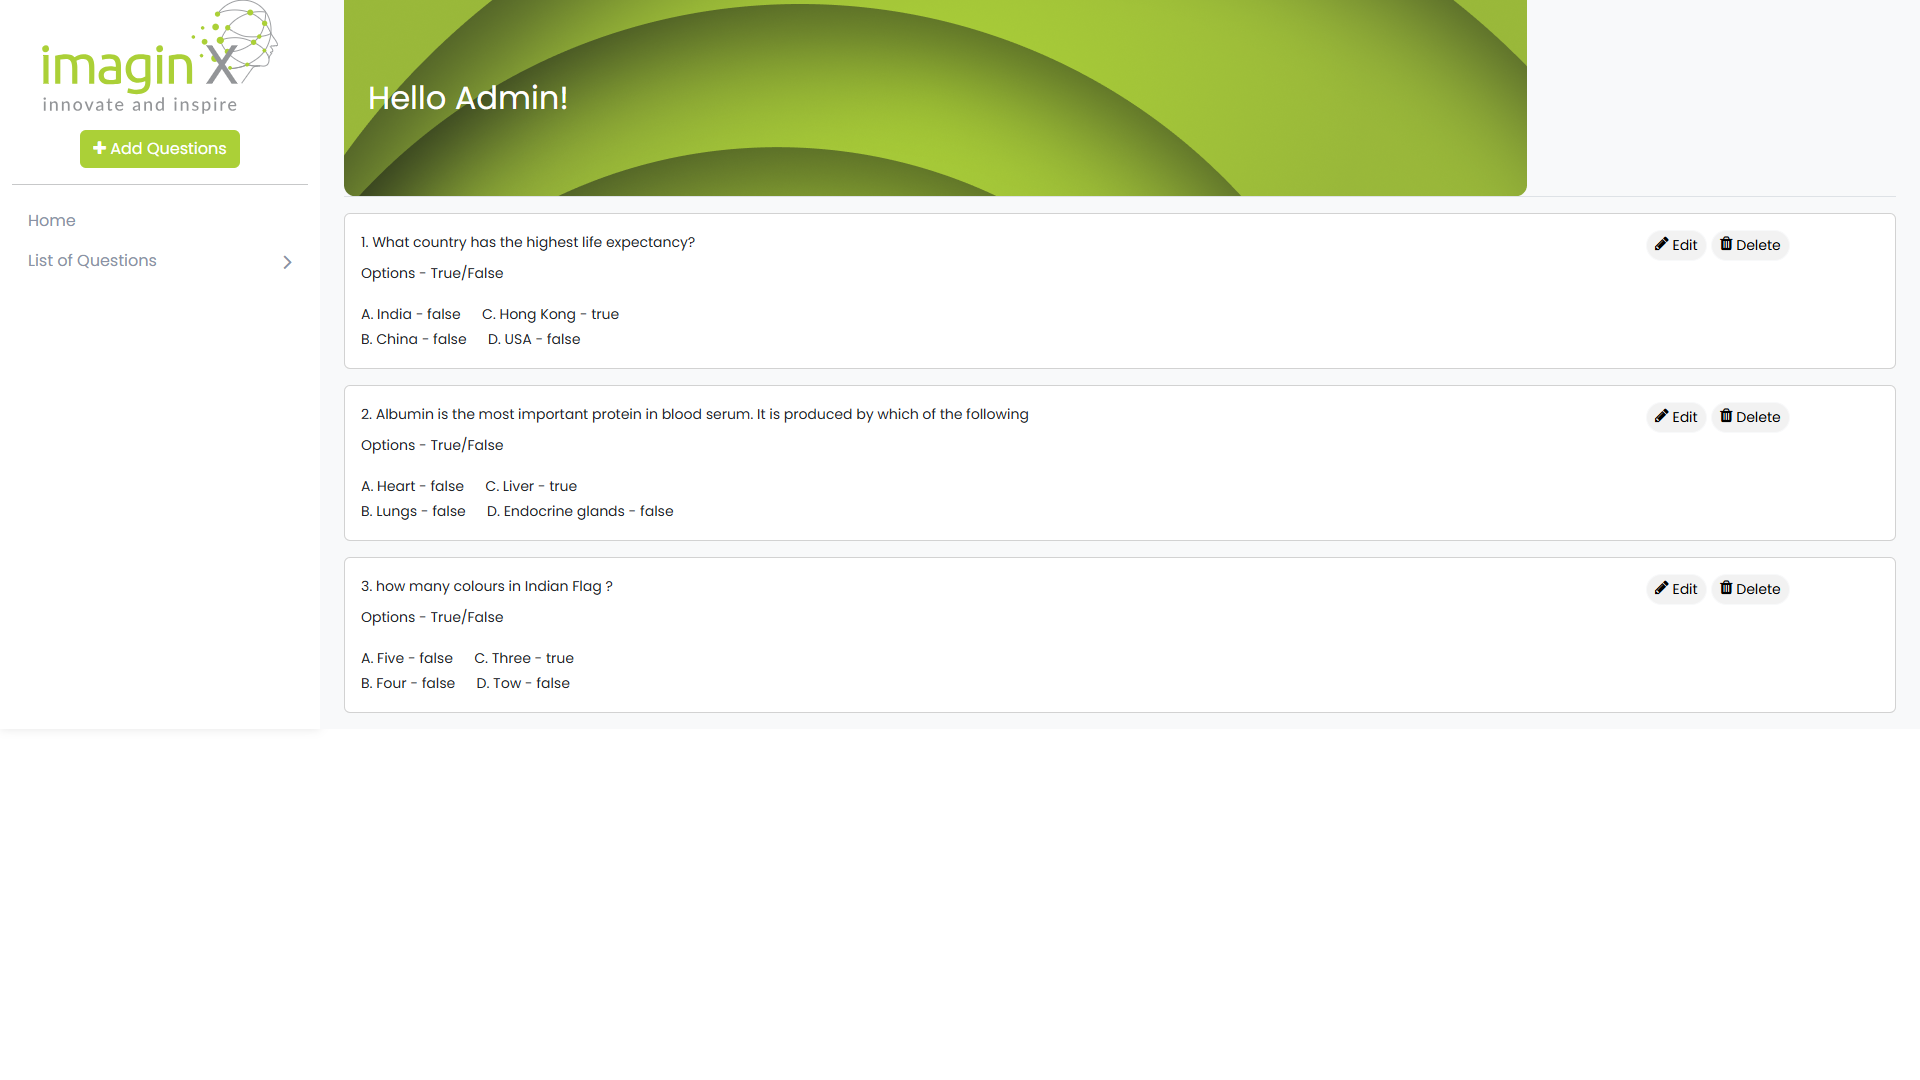 imagin X
innovate and inspire
Add Questions
Home
List of Questions
Hello Admin!
1. What country has the highest life expectancy?
Edit Delete
Options - True/False
A. India - false C. Hong Kong - true
B. China - false D. USA - false
2. Albumin is the most important protein in blood serum. It is produced by which of the following
Edit Delete
Options - True/False
A. Heart - false C. Liver - true
B. Lungs - false D. Endocrine glands - false
3. how many colours in Indian Flag ?
Edit Delete
Options - True/False
A. Five - false C. Three - true
B. Four - false D. Tow - false